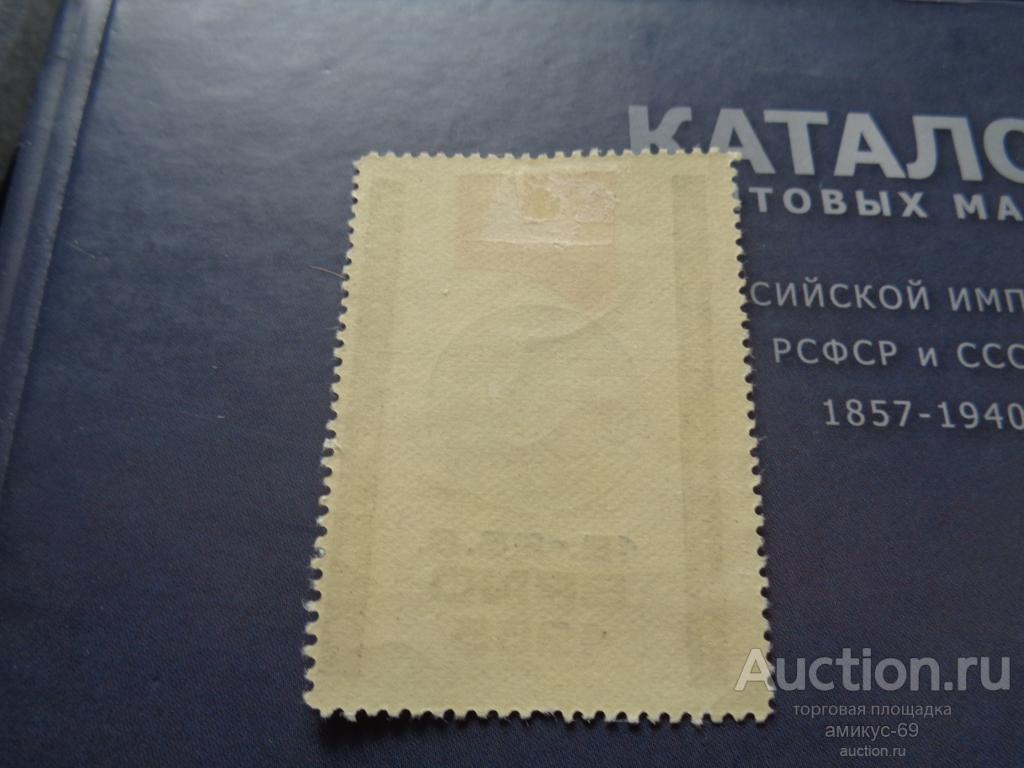 КАТАЛО
ТОВЫХ МА
СИЙСКОЙ ИМП
РСФСР и ССС
1857-1940
Auction.ru
торговая площадка
амикус-69
auction.ru